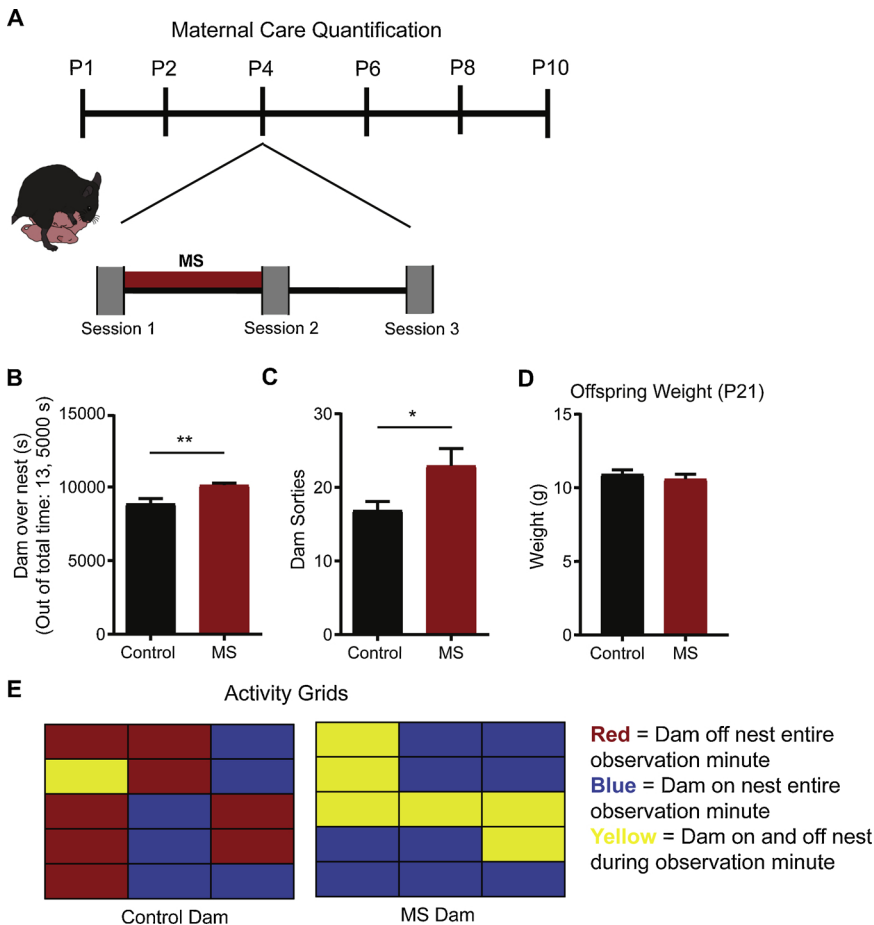 A
Maternal Care Quantification
P1 P2 P4 P6 P8 P10
MS
Session 1 Session 2 Session 3
B
15000
10000
5000
0
Dam over nest (s)
(Out of total time: 13, 5000 s)
**
Control MS
C
30
20
10
0
Dam Sorties
*
Control MS
D
Offspring Weight (P21)
15
10
5
0
Weight (g)
Control MS
E
Activity Grids
Control Dam
MS Dam
Red = Dam off nest entire
observation minute
Blue = Dam on nest entire
observation minute
Yellow = Dam on and off nest
during observation minute